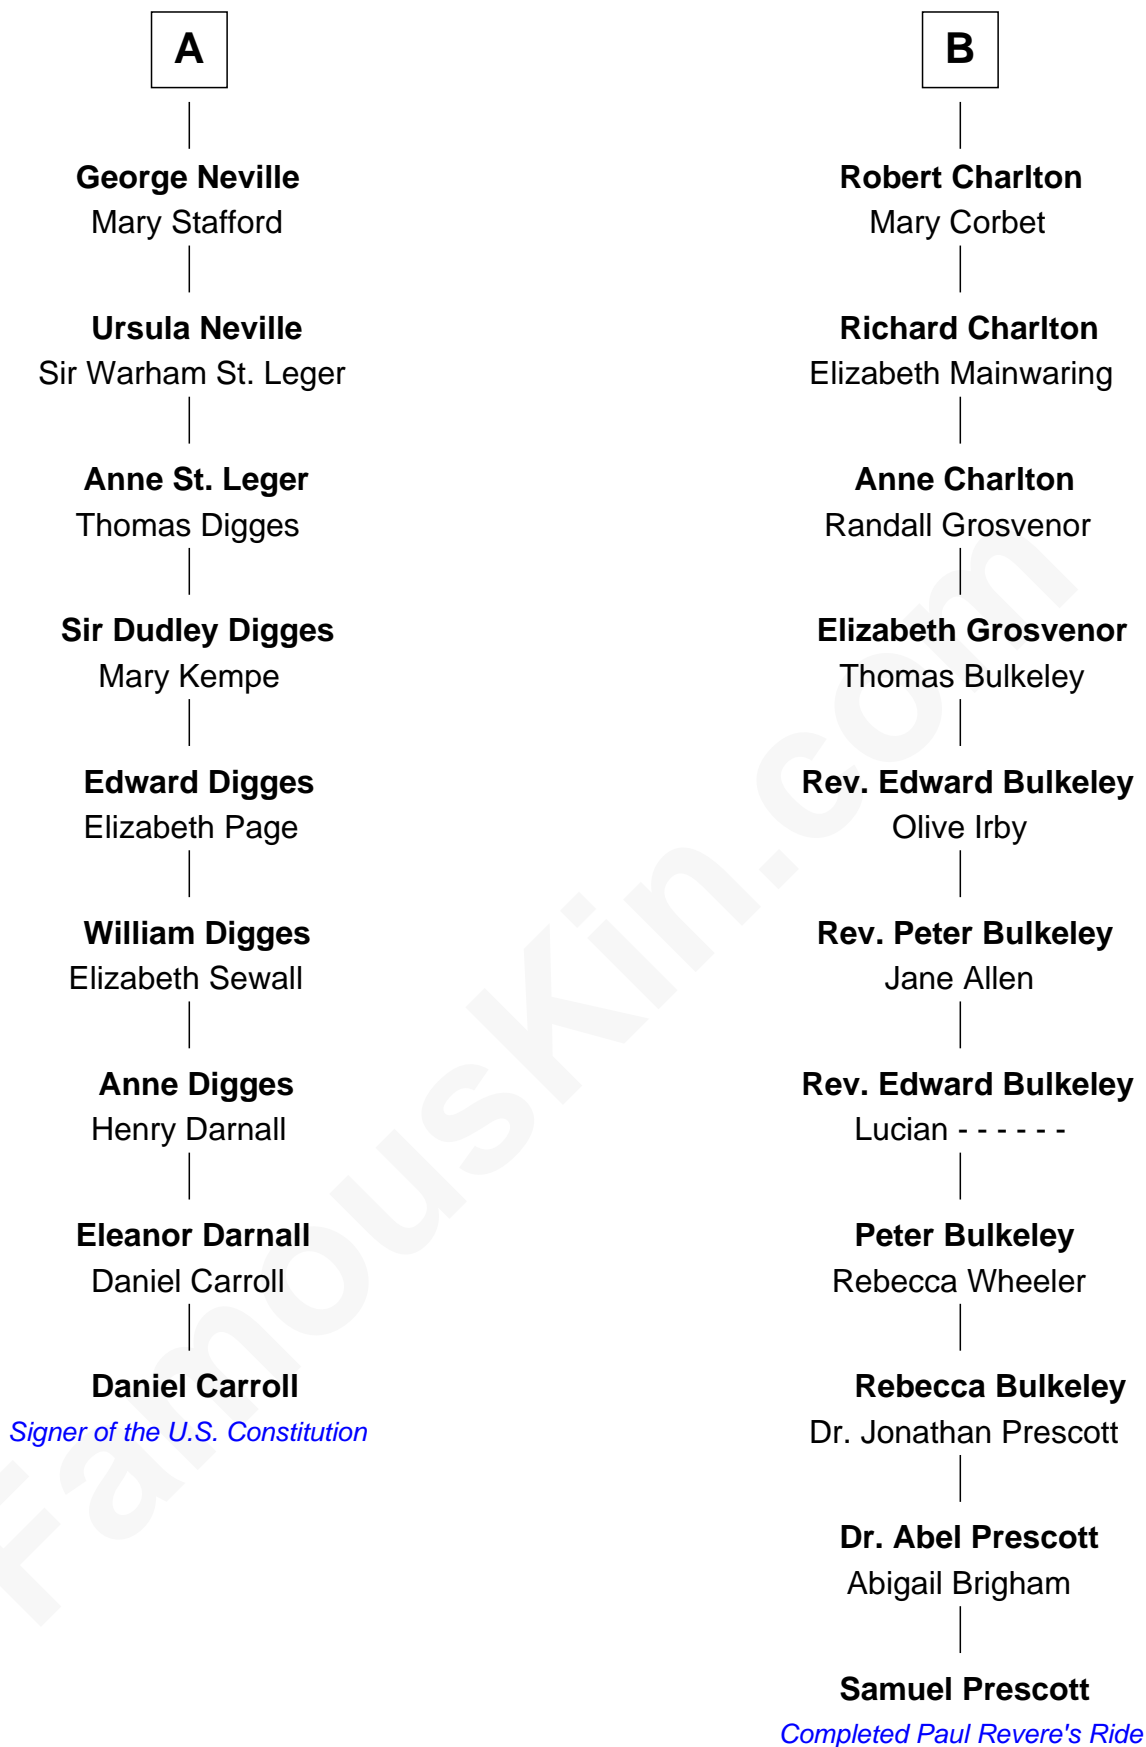 A
George Neville
Mary Stafford
Ursula Neville
Sir Warham St. Leger
Anne St. Leger
Thomas Digges
Sir Dudley Digges
Mary Kempe
Edward Digges
Elizabeth Page
William Digges
Elizabeth Sewall
Anne Digges
Henry Darnall
Eleanor Darnall
Daniel Carroll
Daniel Carroll
Signer of the U.S. Constitution
B
Robert Charlton
Mary Corbet
Richard Charlton
Elizabeth Mainwaring
Anne Charlton
Randall Grosvenor
Elizabeth Grosvenor
Thomas Bulkeley
Rev. Edward Bulkeley
Olive Irby
Rev. Peter Bulkeley
Jane Allen
Rev. Edward Bulkeley
Lucian - - - - - -
Peter Bulkeley
Rebecca Wheeler
Rebecca Bulkeley
Dr. Jonathan Prescott
Dr. Abel Prescott
Abigail Brigham
Samuel Prescott
Completed Paul Revere's Ride
FamousKin.com